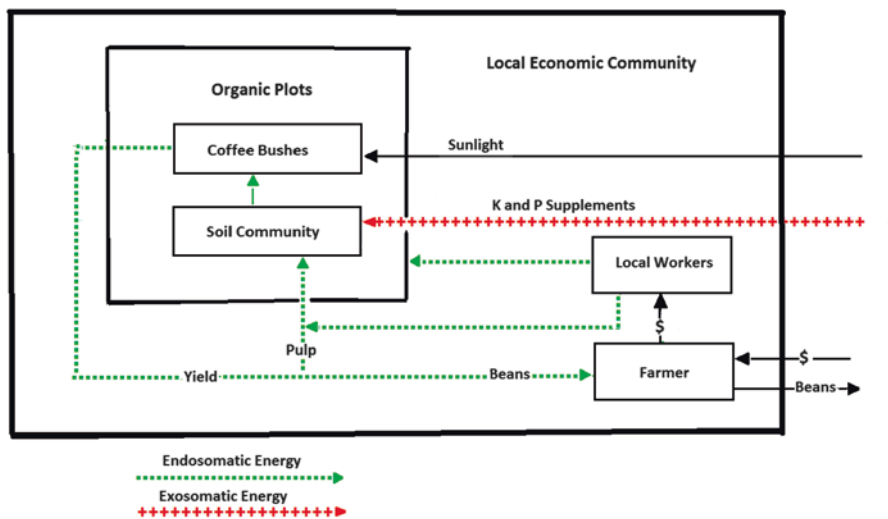 Local Economic Community
Organic Plots
Coffee Bushes
Sunlight
K and P Supplements
Soil Community
Local Workers
$
Pulp
Yield
Beans
Farmer
$
Beans
Endosomatic Energy
Exosomatic Energy